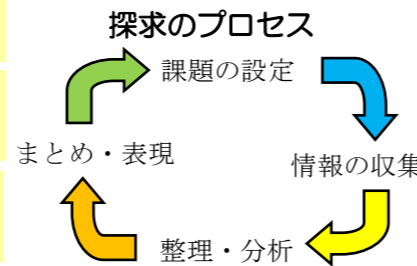 探求のプロセス
課題の設定
情報の収集
整理・分析
まとめ・表現